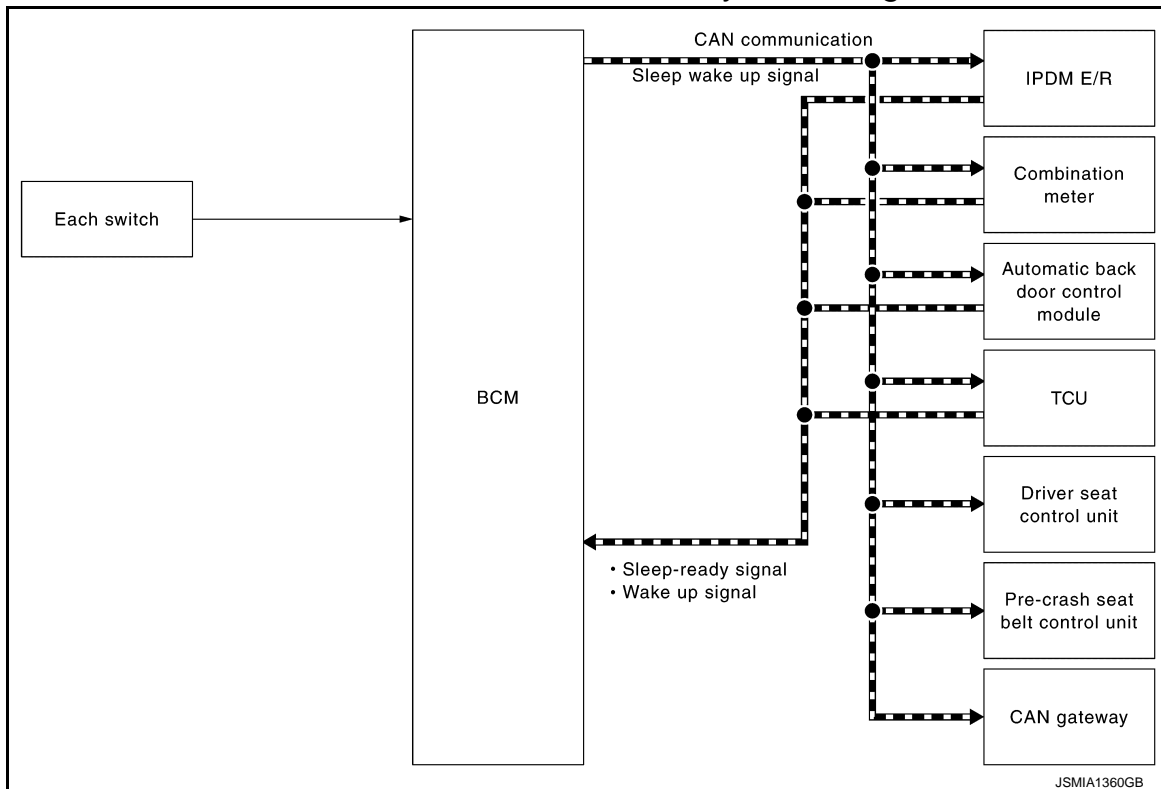 CAN communication
Sleep wake up signal
IPDM E/R
Combination
meter
Each switch
Automatic back
door control
module
BCM
TCU
Driver seat
control unit
• Sleep-ready signal
• Wake up signal
Pre-crash seat
belt control unit
CAN gateway
JSMIA1360GB